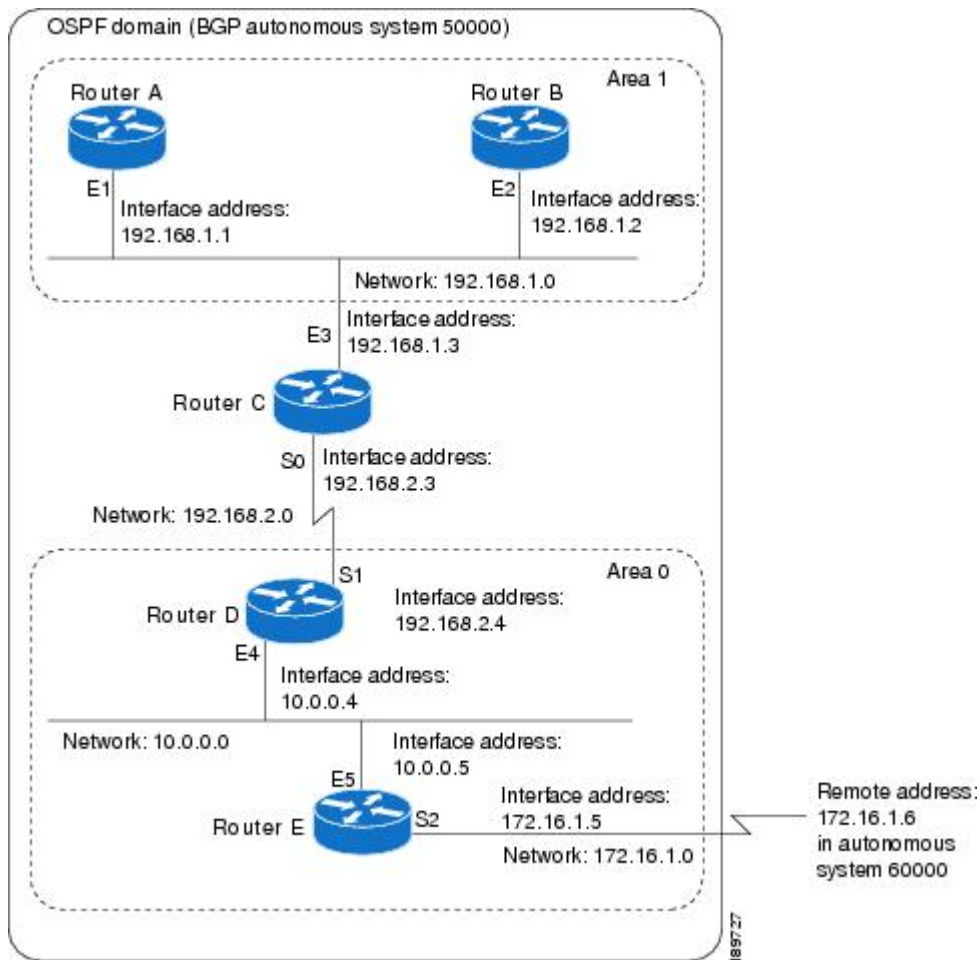 OSPF domain (BGP autonomous system 50000)
Area 1
Router A
Router B
E1
Interface address:
192.168.1.1
E2
Interface address:
192.168.1.2
Network: 192.168.1.0
E3
Interface address:
192.168.1.3
Router C
S0
Interface address:
192.168.2.3
Network: 192.168.2.0
Area 0
S1
Router D
Interface address:
192.168.2.4
E4
Interface address:
10.0.0.4
Network: 10.0.0.0
Interface address:
10.0.0.5
E5
Router E
S2
Interface address:
172.16.1.5
Network: 172.16.1.0
Remote address:
172.16.1.6
in autonomous
system 60000
189727